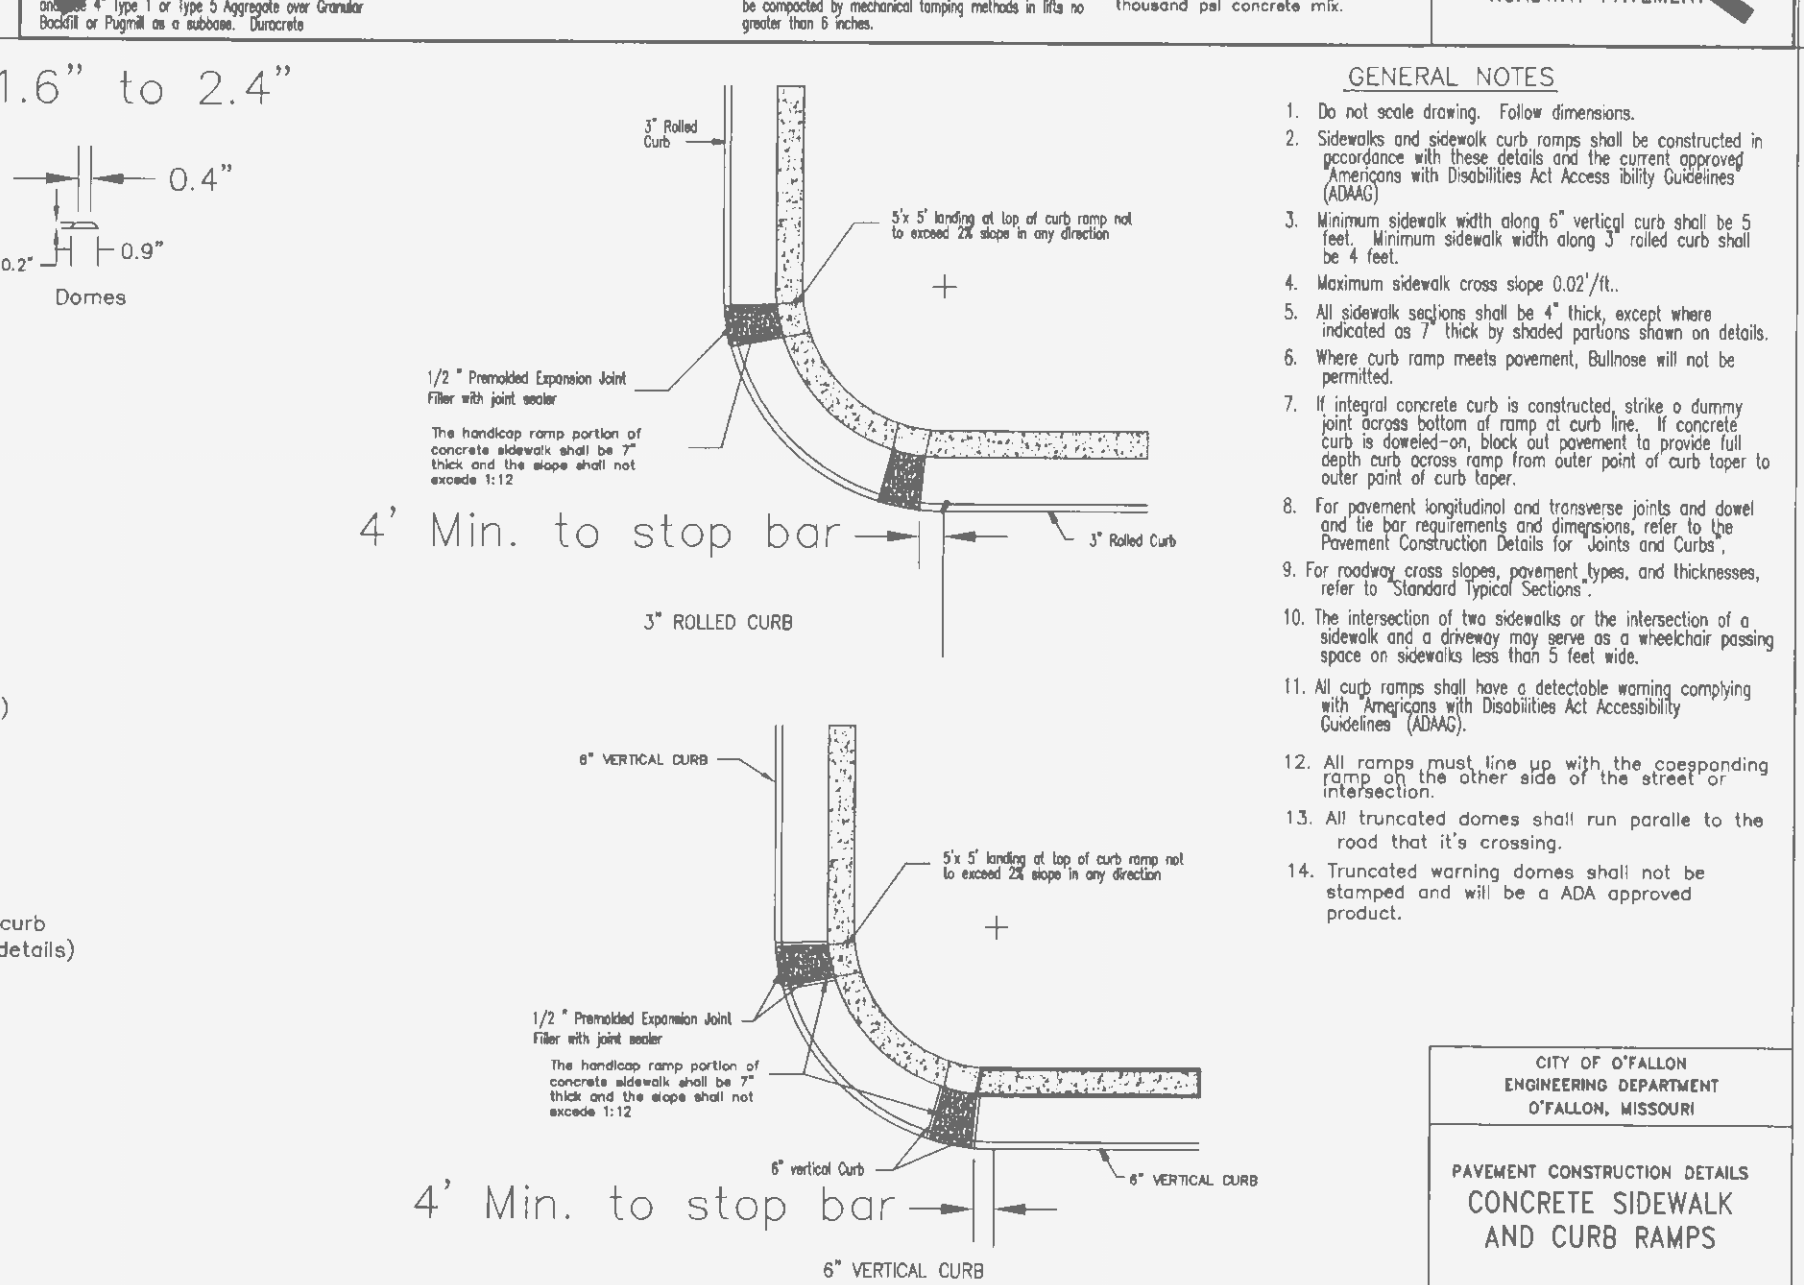 4" Type 1 or Type 5 Aggregate over Granular
Backfill or Pugmill as a subbase. Duracrete
be compacted by mechanical tamping methods in lifts no
greater than 6 inches.
thousand psi concrete mix.
1.6" to 2.4"
0.4"
0.2"
0.9"
Domes
3" Rolled
Curb
5'x 5' landing at top of curb ramp not
to exceed 2% slope in any direction
1/2 " Premolded Expansion Joint
Filler with joint sealer
The handicap ramp portion of
concrete sidewalk shall be 7"
thick and the slope shall not
excede 1:12
4' Min. to stop bar
3" Rolled Curb
3" ROLLED CURB
)
curb
details)
6" VERTICAL CURB
5'x 5' landing at top of curb ramp not
to exceed 2% slope in any direction
1/2 " Premolded Expansion Joint
Filler with joint sealer
The handicap ramp portion of
concrete sidewalk shall be 7"
thick and the slope shall not
excede 1:12
6" vertical Curb
6" VERTICAL CURB
4' Min. to stop bar
6" VERTICAL CURB
GENERAL NOTES
1. Do not scale drawing. Follow dimensions.
2. Sidewalks and sidewalk curb ramps shall be constructed in
accordance with these details and the current approved
"Americans with Disabilities Act Access ibility Guidelines"
(ADAAG)
3. Minimum sidewalk width along 6" vertical curb shall be 5
feet. Minimum sidewalk width along 3" rolled curb shall
be 4 feet.
4. Maximum sidewalk cross slope 0.02'/ft..
5. All sidewalk sections shall be 4" thick, except where
indicated as 7" thick by shaded partions shown on details.
6. Where curb ramp meets pavement, Bullnose will not be
permitted.
7. If integral concrete curb is constructed, strike a dummy
joint across bottom of ramp at curb line. If concrete
curb is doweled-on, block out pavement to provide full
depth curb across ramp from outer point of curb taper to
outer point of curb taper.
8. For pavement longitudinal and transverse joints and dowel
and tie bar requirements and dimensions, refer to the
Pavement Construction Details for "Joints and Curbs".
9. For roadway cross slopes, pavement types, and thicknesses,
refer to "Standard Typical Sections".
10. The intersection of two sidewalks or the intersection of a
sidewalk and a driveway may serve as a wheelchair passing
space on sidewalks less than 5 feet wide.
11. All curb ramps shall have a detectable warning complying
with "Americans with Disabilities Act Accessibility
Guidelines" (ADAAG).
12. All ramps must line up with the coesponding
ramp on the other side of the street or
intersection.
13. All truncated domes shall run paralle to the
road that it's crossing.
14. Truncated warning domes shall not be
stamped and will be a ADA approved
product.
CITY OF O'FALLON
ENGINEERING DEPARTMENT
O'FALLON, MISSOURI
PAVEMENT CONSTRUCTION DETAILS
CONCRETE SIDEWALK
AND CURB RAMPS